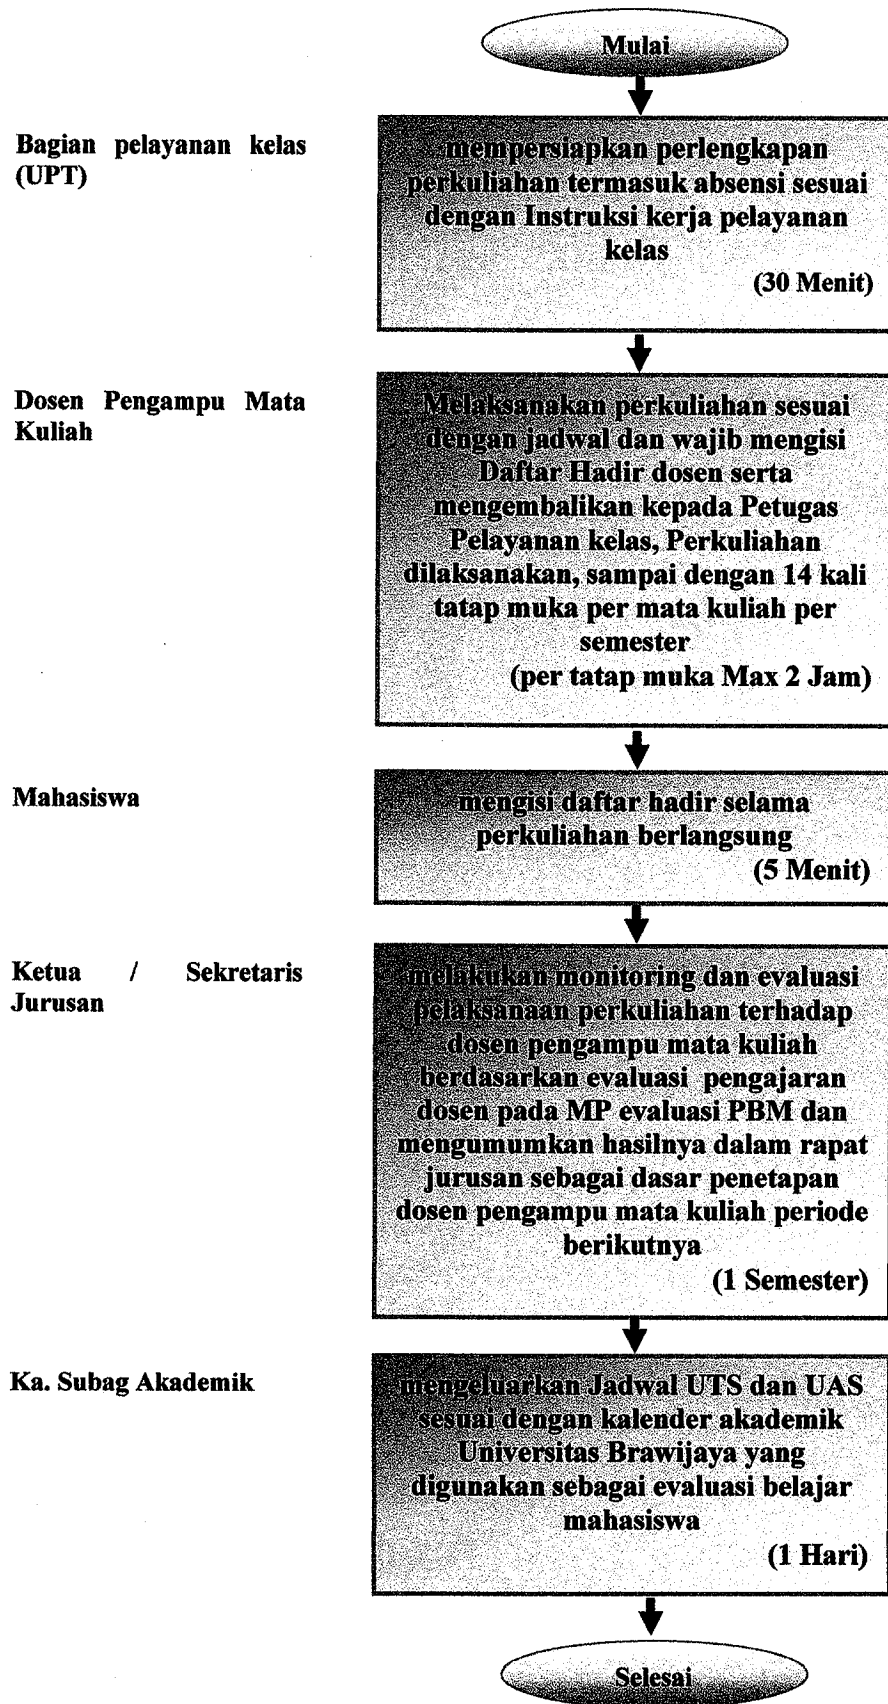 Mulai
Bagian pelayanan kelas
(UPT)
mempersiapkan perlengkapan
perkuliahan termasuk absensi sesuai
dengan Instruksi kerja pelayanan
kelas
(30 Menit)
Dosen Pengampu Mata
Kuliah
Melaksanakan perkuliahan sesuai
dengan jadwal dan wajib mengisi
Daftar Hadir dosen serta
mengembalikan kepada Petugas
Pelayanan kelas, Perkuliahan
dilaksanakan, sampai dengan 14 kali
tatap muka per mata kuliah per
semester
(per tatap muka Max 2 Jam)
Mahasiswa
mengisi daftar hadir selama
perkuliahan berlangsung
(5 Menit)
Ketua / Sekretaris
Jurusan
melakukan monitoring dan evaluasi
pelaksanaan perkuliahan terhadap
dosen pengampu mata kuliah
berdasarkan evaluasi pengajaran
dosen pada MP evaluasi PBM dan
mengumumkan hasilnya dalam rapat
jurusan sebagai dasar penetapan
dosen pengampu mata kuliah periode
berikutnya
(1 Semester)
Ka. Subag Akademik
mengeluarkan Jadwal UTS dan UAS
sesuai dengan kalender akademik
Universitas Brawijaya yang
digunakan sebagai evaluasi belajar
mahasiswa
(1 Hari)
Selesai